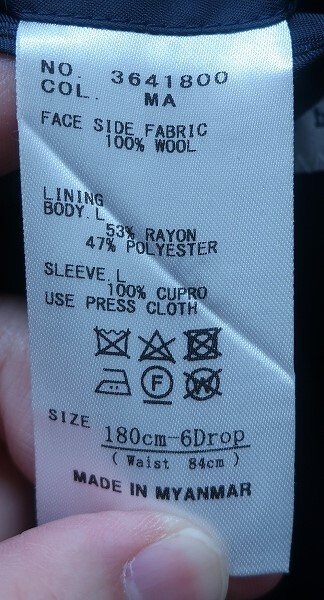 NO. 3641800
COL. MA
FACE SIDE FABRIC
100% WOOL
LINING
BODY.L
53% RAYON
47% POLYESTER
SLEEVE.L
100% CUPRO
USE PRESS CLOTH
F W
SIZE 180cm-6Drop
( Waist 84cm )
MADE IN MYANMAR